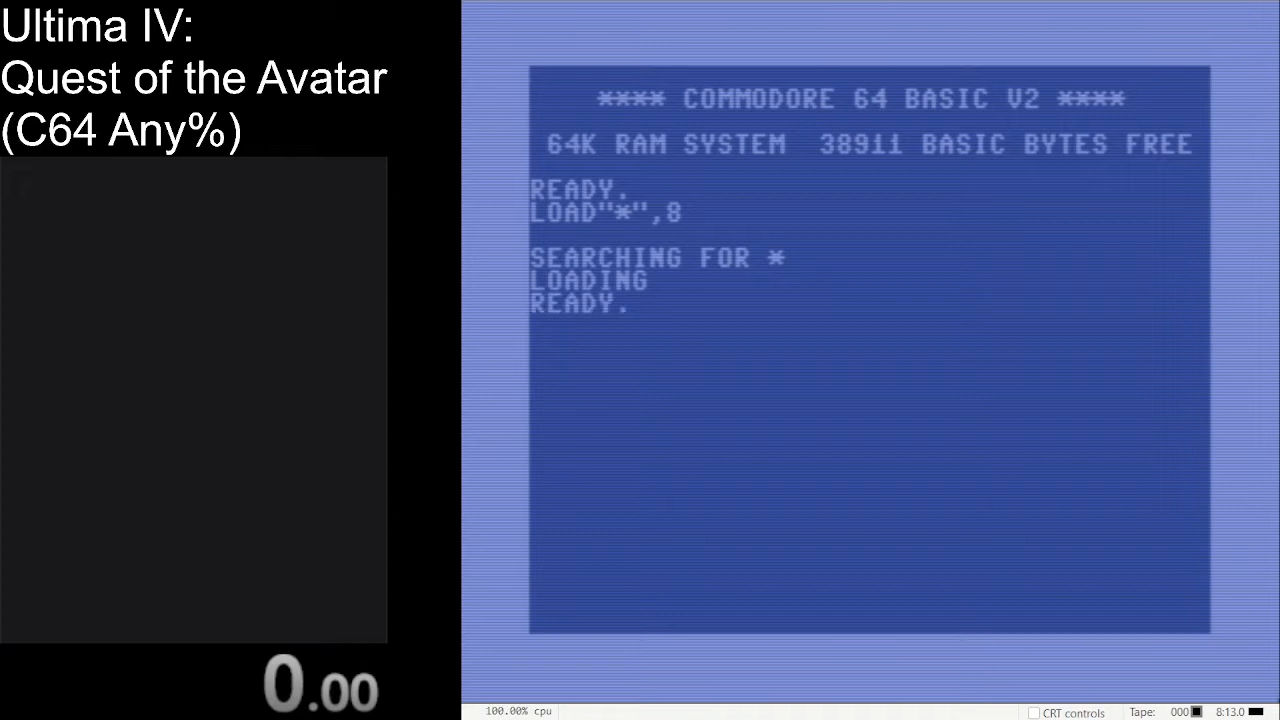 Ultima IV:
Quest of the Avatar
(C64 Any%)
**** COMMODORE 64 BASIC V2 ****
64K RAM SYSTEM  38911 BASIC BYTES FREE
READY.
LOAD"*",8
SEARCHING FOR *
LOADING
READY.
0.00
100.00% cpu
CRT controls
Tape:
000
8:13.0